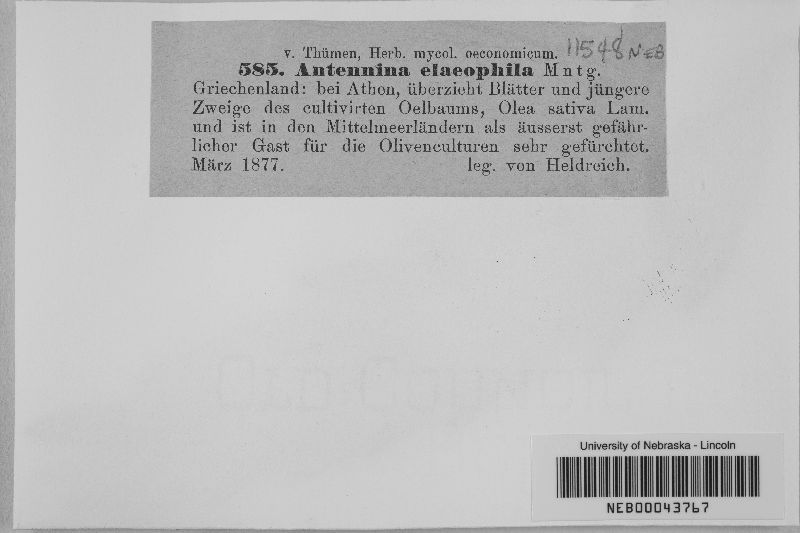 v. Thümen, Herb. mycol. oeconomicum. 11548 NEB
585. Antennina elaeophila Mntg.
Griechenland: bei Athen, überzieht Blätter und jüngere
Zweige des cultivirten Oelbaums, Olea sativa Lam.
und ist in den Mittelmeerländern als äusserst gefähr-
licher Gast für die Olivenculturen sehr gefürchtet.
März 1877. leg. von Heldreich.
University of Nebraska - Lincoln
NEB00043767